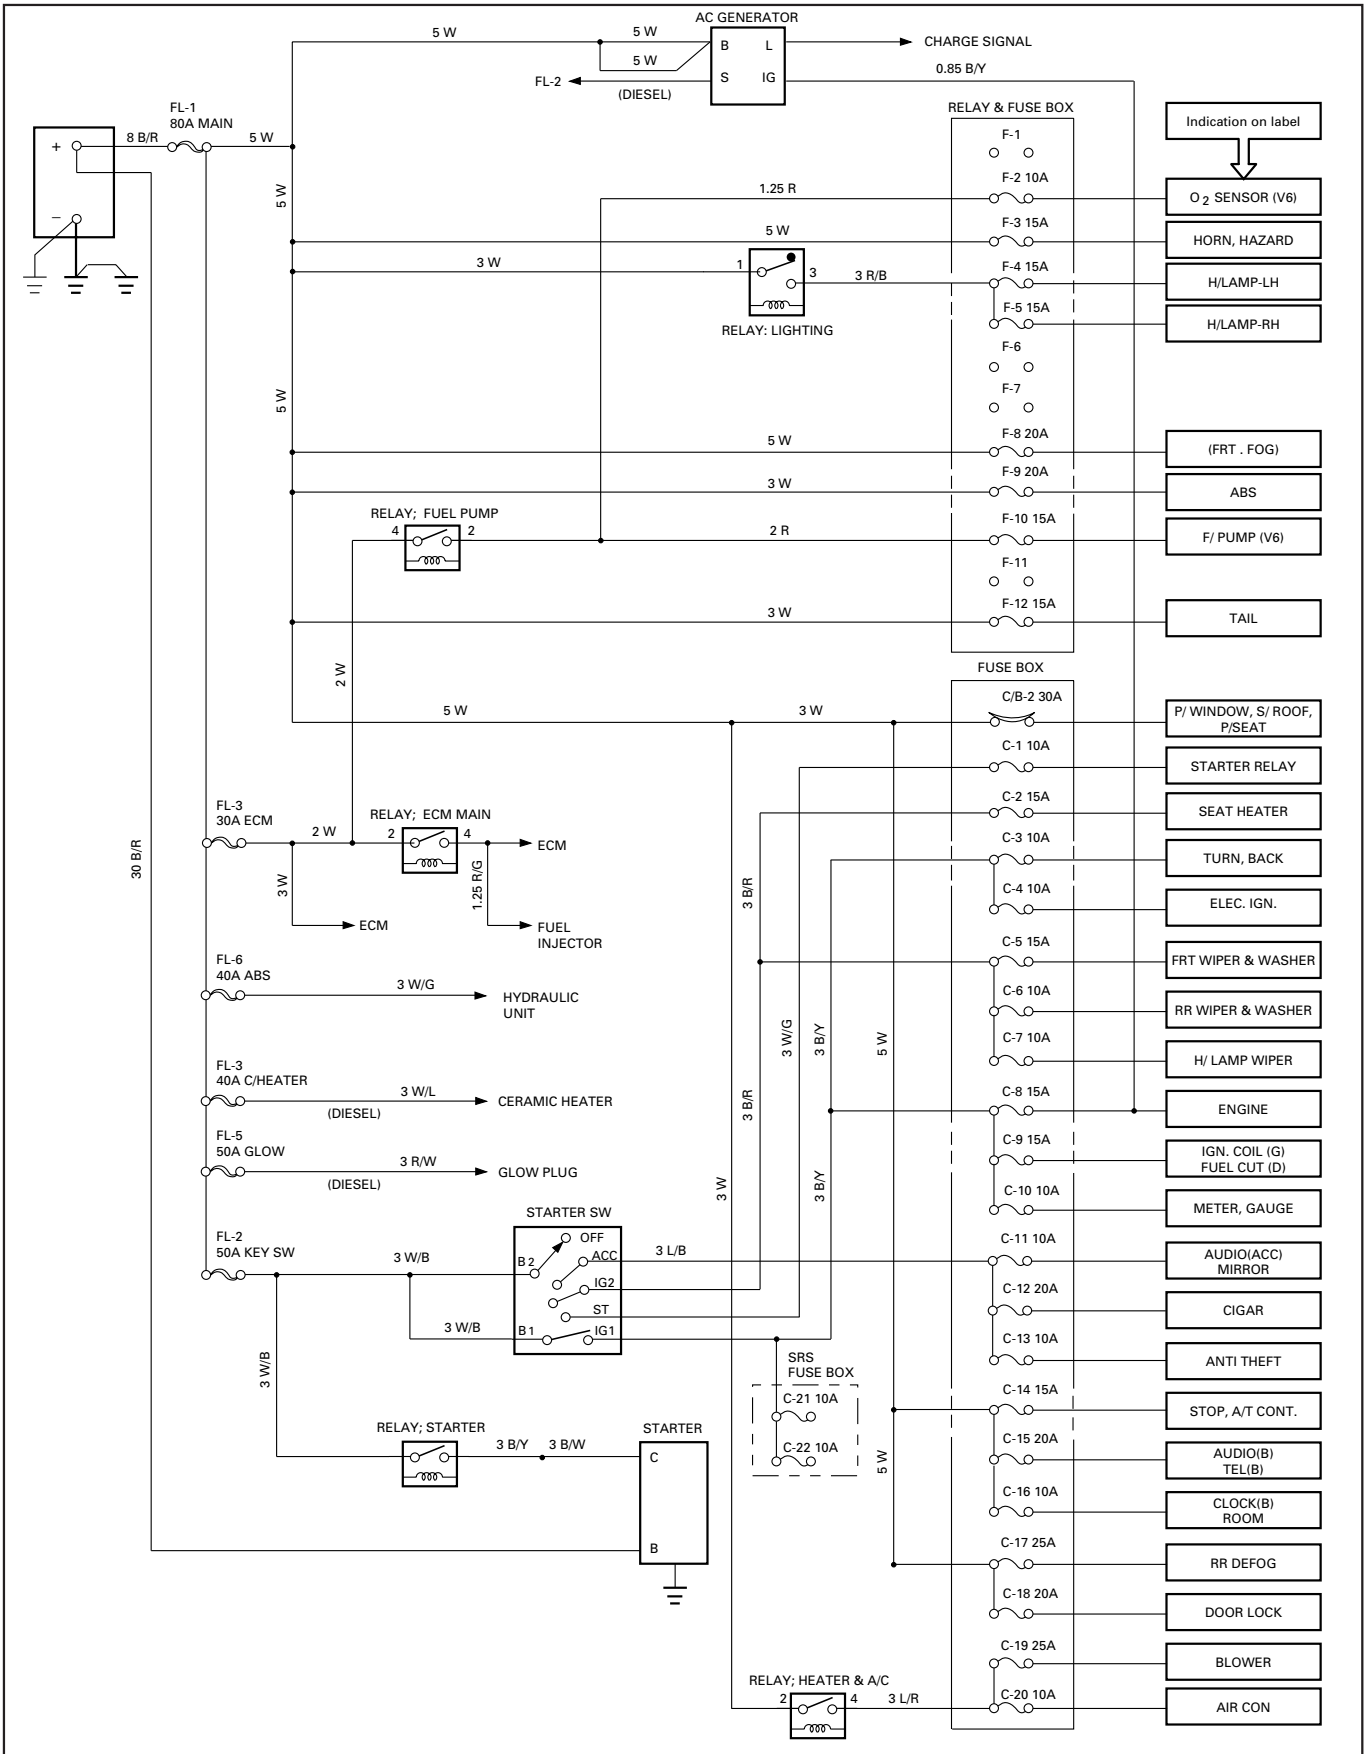 AC GENERATOR
5 W
5 W
B
L
CHARGE SIGNAL
5 W
0.85 B/Y
FL-2
S
IG
(DIESEL)
FL-1
80A MAIN
RELAY & FUSE BOX
Indication on label
+
8 B/R
5 W
F-1
5 W
F-2 10A
1.25 R
O 2 SENSOR (V6)
−
F-3 15A
5 W
HORN, HAZARD
3 W
1
3
3 R/B
F-4 15A
H/LAMP-LH
F-5 15A
RELAY: LIGHTING
H/LAMP-RH
F-6
F-7
5 W
F-8 20A
5 W
(FRT . FOG)
F-9 20A
3 W
ABS
RELAY; FUEL PUMP
4
2
F-10 15A
2 R
F/ PUMP (V6)
F-11
F-12 15A
3 W
TAIL
2 W
FUSE BOX
C/B-2 30A
5 W
3 W
P/ WINDOW, S/ ROOF,
P/SEAT
C-1 10A
STARTER RELAY
FL-3
30A ECM
RELAY; ECM MAIN
C-2 15A
SEAT HEATER
2 W
2
4
ECM
C-3 10A
TURN, BACK
30 B/R
3 W
1.25 R/G
3 B/R
C-4 10A
ELEC. IGN.
ECM
FUEL
INJECTOR
C-5 15A
FRT WIPER & WASHER
FL-6
40A ABS
3 W/G
HYDRAULIC
UNIT
C-6 10A
RR WIPER & WASHER
3 W/G
3 B/Y
5 W
C-7 10A
H/ LAMP WIPER
FL-3
40A C/HEATER
3 W/L
(DIESEL)
CERAMIC HEATER
3 B/R
C-8 15A
ENGINE
FL-5
50A GLOW
3 R/W
(DIESEL)
GLOW PLUG
C-9 15A
IGN. COIL (G)
FUEL CUT (D)
3 W
3 B/Y
C-10 10A
METER, GAUGE
STARTER SW
FL-2
50A KEY SW
3 W/B
B 2
OFF
ACC
3 L/B
C-11 10A
AUDIO(ACC)
MIRROR
IG2
C-12 20A
CIGAR
ST
3 W/B
B 1
IG1
C-13 10A
ANTI THEFT
3 W/B
SRS
FUSE BOX
C-21 10A
C-14 15A
STOP, A/T CONT.
RELAY; STARTER
STARTER
3 B/Y
3 B/W
C
C-22 10A
5 W
C-15 20A
AUDIO(B)
TEL(B)
C-16 10A
CLOCK(B)
ROOM
B
C-17 25A
RR DEFOG
C-18 20A
DOOR LOCK
C-19 25A
BLOWER
RELAY; HEATER & A/C
2
4
3 L/R
C-20 10A
AIR CON